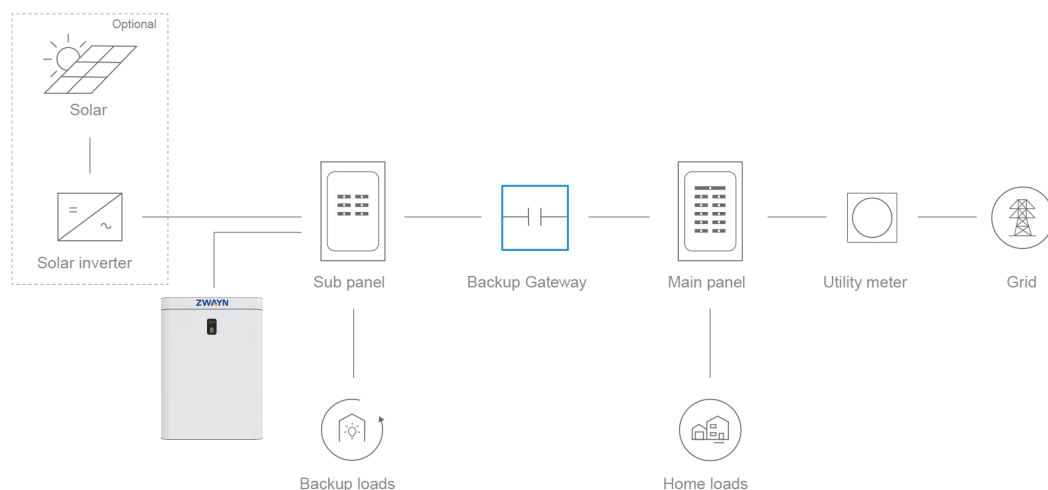 Optional
Solar
Solar inverter
Sub panel
Backup Gateway
Main panel
Utility meter
Grid
ZWAYN
Backup loads
Home loads